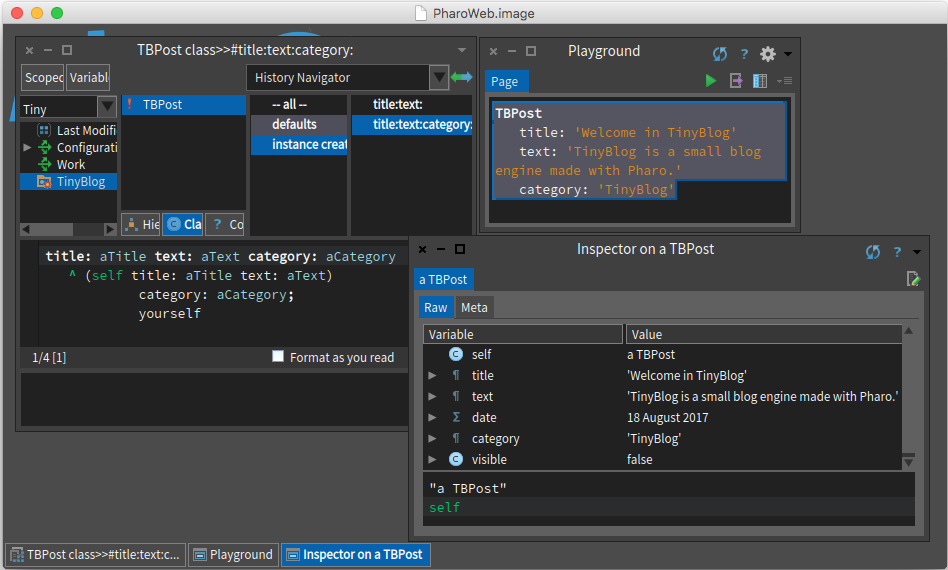 PharoWeb.image
TBPost class>>#title:text:category:
Scoped
Variabl
History Navigator
Tiny
Last Modifi
Configurati
Work
TinyBlog
TBPost
Hie
Cla
? Co
-- all --
defaults
instance creat
title:text:
title:text:category:
title: aTitle text: aText category: aCategory
^ (self title: aTitle text: aText)
category: aCategory;
yourself
1/4 [1]
Format as you read
Playground
?
Page
TBPost
title: 'Welcome in TinyBlog'
text: 'TinyBlog is a small blog
engine made with Pharo.'
category: 'TinyBlog'
Inspector on a TBPost
?
a TBPost
Raw Meta
Variable Value
self a TBPost
title 'Welcome in TinyBlog'
text 'TinyBlog is a small blog engine made with Pharo.'
date 18 August 2017
category 'TinyBlog'
visible false
"a TBPost"
self
TBPost class>>#title:text:c... Playground Inspector on a TBPost